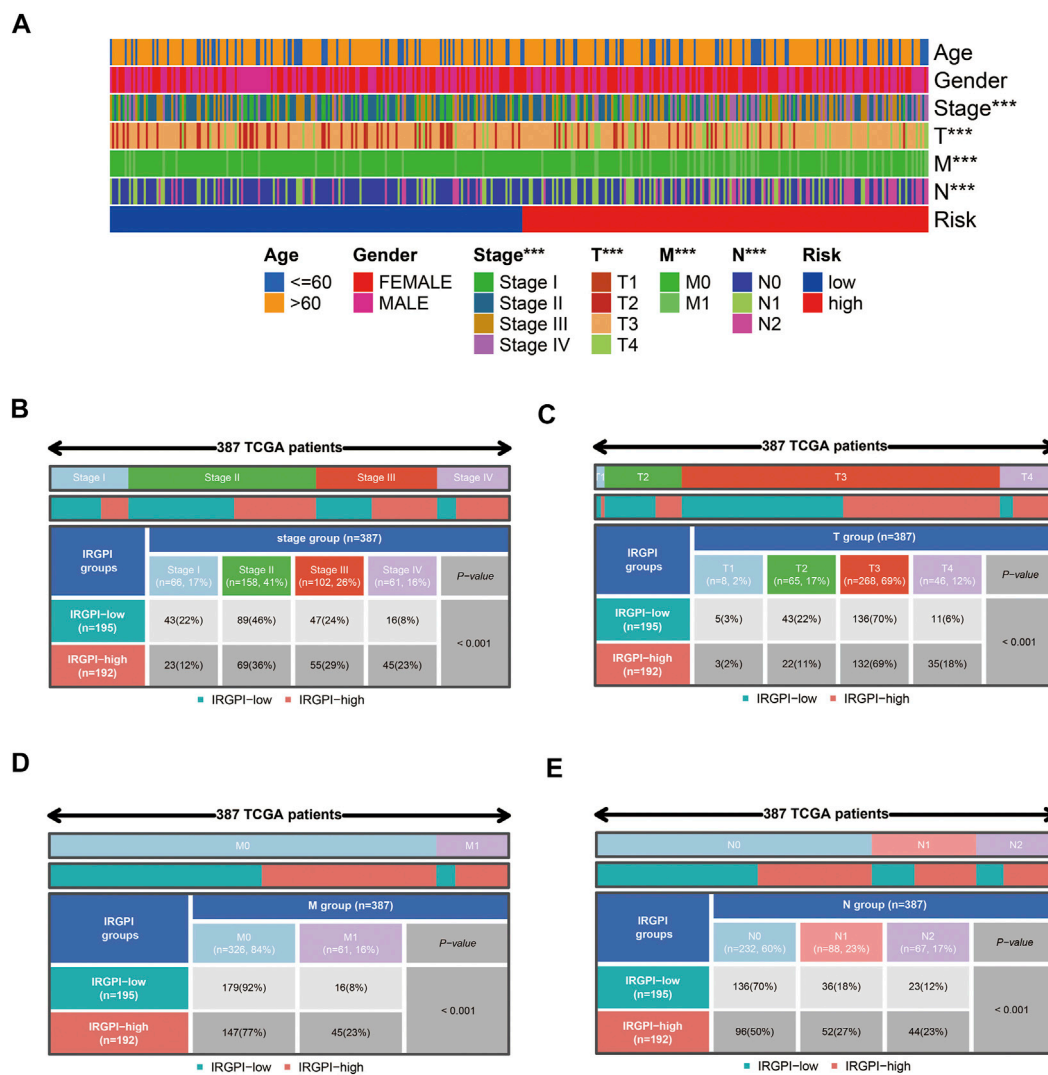 A
Age
Gender
Stage***
T***
M***
N***
Risk
Age
<=60
>60
Gender
FEMALE
MALE
Stage***
Stage I
Stage II
Stage III
Stage IV
T***
T1
T2
T3
T4
M***
M0
M1
N***
N0
N1
N2
Risk
low
high
B
387 TCGA patients
Stage I Stage II Stage III Stage IV
IRGPI groups
stage group (n=387)
Stage I (n=66, 17%)
Stage II (n=158, 41%)
Stage III (n=102, 26%)
Stage IV (n=61, 16%)
P-value
IRGPI-low (n=195)
43(22%) 89(46%) 47(24%) 16(8%)
< 0.001
IRGPI-high (n=192)
23(12%) 69(36%) 55(29%) 45(23%)
IRGPI-low IRGPI-high
C
387 TCGA patients
T1 T2 T3 T4
IRGPI groups
T group (n=387)
T1 (n=8, 2%)
T2 (n=65, 17%)
T3 (n=268, 69%)
T4 (n=46, 12%)
P-value
IRGPI-low (n=195)
5(3%) 43(22%) 136(70%) 11(6%)
< 0.001
IRGPI-high (n=192)
3(2%) 22(11%) 132(69%) 35(18%)
IRGPI-low IRGPI-high
D
387 TCGA patients
M0 M1
IRGPI groups
M group (n=387)
M0 (n=326, 84%)
M1 (n=61, 16%)
P-value
IRGPI-low (n=195)
179(92%) 16(8%)
< 0.001
IRGPI-high (n=192)
147(77%) 45(23%)
IRGPI-low IRGPI-high
E
387 TCGA patients
N0 N1 N2
IRGPI groups
N group (n=387)
N0 (n=232, 60%)
N1 (n=88, 23%)
N2 (n=67, 17%)
P-value
IRGPI-low (n=195)
136(70%) 36(18%) 23(12%)
< 0.001
IRGPI-high (n=192)
96(50%) 52(27%) 44(23%)
IRGPI-low IRGPI-high